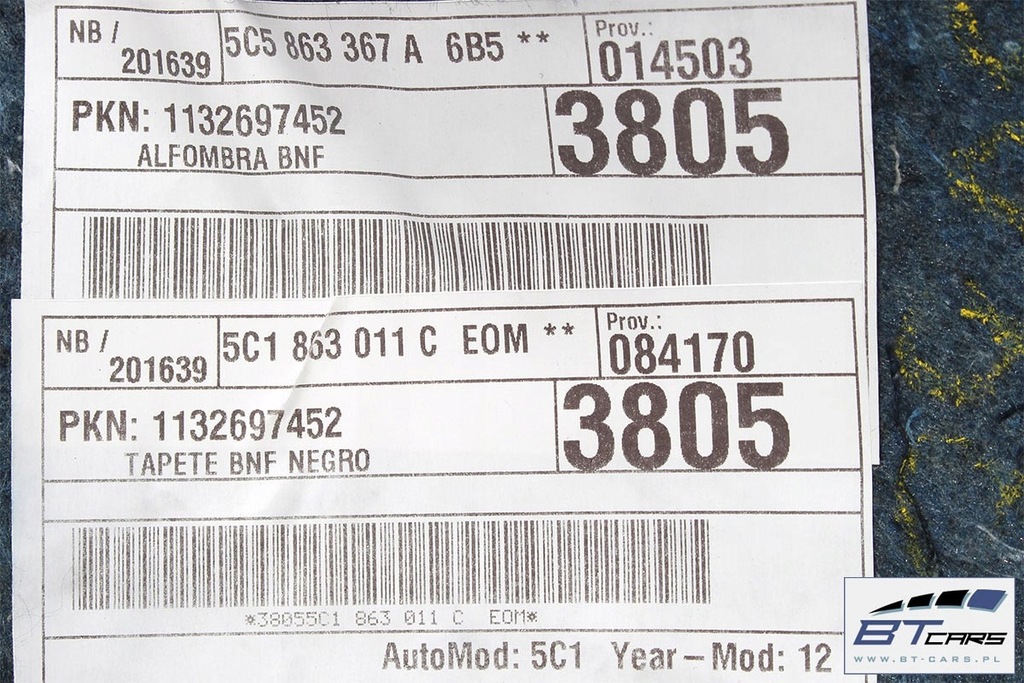 NB / 201639 5C5 863 367 A 6B5 ** Prov.: 014503
PKN: 1132697452 3805
ALFOMBRA BNF
NB / 201639 5C1 863 011 C EOM ** Prov.: 084170
PKN: 1132697452 3805
TAPETE BNF NEGRO
*38055C1 863 011 C EOM*
AutoMod: 5C1 Year-Mod: 12
BT CARS
WWW.BT-CARS.PL